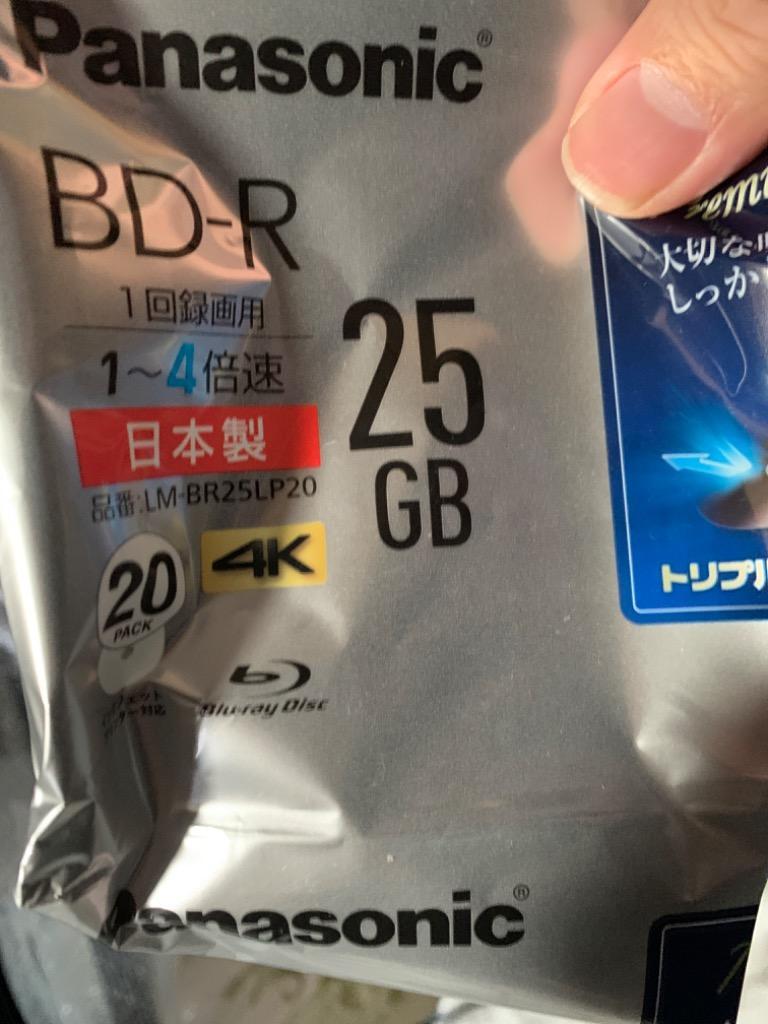 Panasonic®
BD-R
1回録画用
1～4倍速
日本製
品番:LM-BR25LP20
25
GB
20
PACK
4K
Blu-ray Disc
大切な
しっか
トリプル
Panasonic®